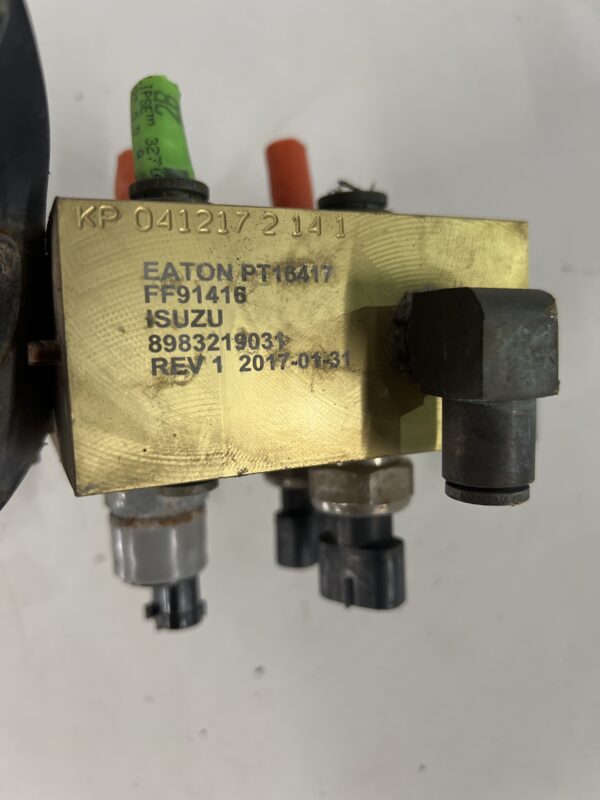 KP 041217 2 14 1
EATON PT16417
FF91416
ISUZU
8983219031
REV 1 2017-01-31